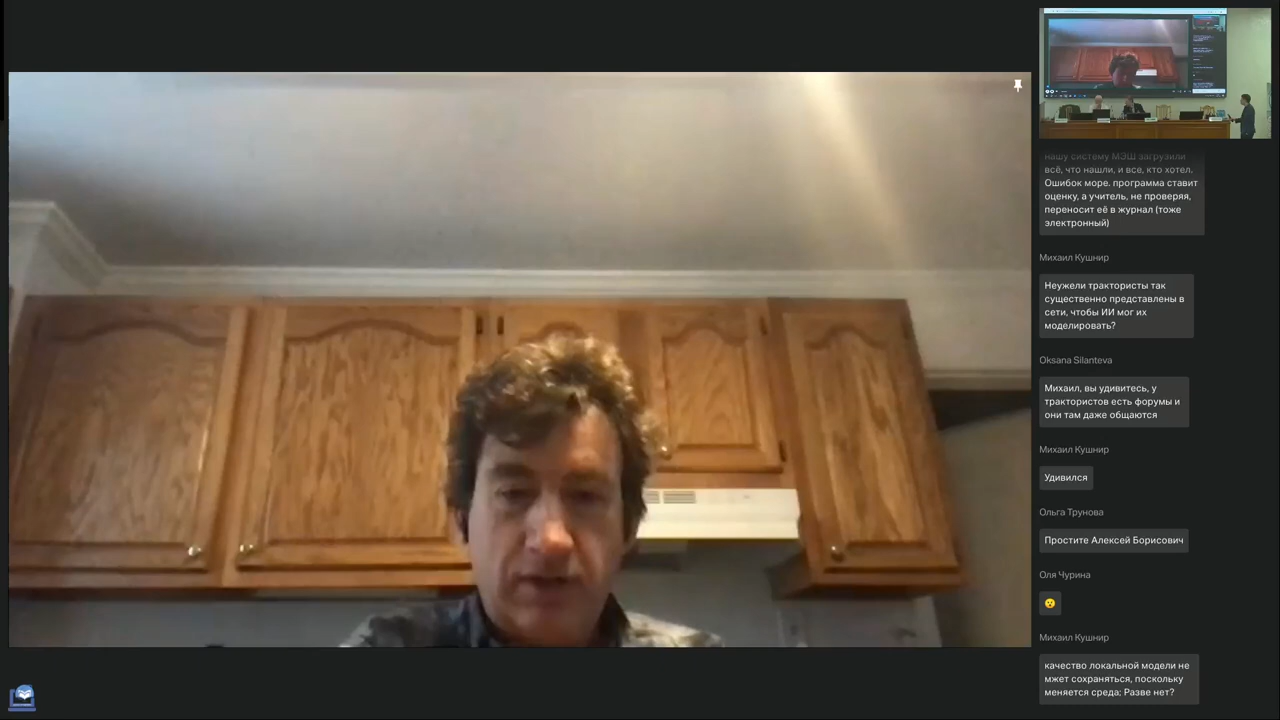 нашу систему МЭШ загрузили
всё, что нашли, и все, кто хотел.
Ошибок море. программа ставит
оценку, а учитель, не проверяя,
переносит её в журнал (тоже
электронный)
Михаил Кушнир
Неужели трактористы так
существенно представлены в
сети, чтобы ИИ мог их
моделировать?
Oksana Silanteva
Михаил, вы удивитесь, у
трактористов есть форумы и
они там даже общаются
Михаил Кушнир
Удивился
Ольга Трунова
Простите Алексей Борисович
Оля Чурина
😮
Михаил Кушнир
качество локальной модели не
мжет сохраняться, поскольку
меняется среда; Разве нет?